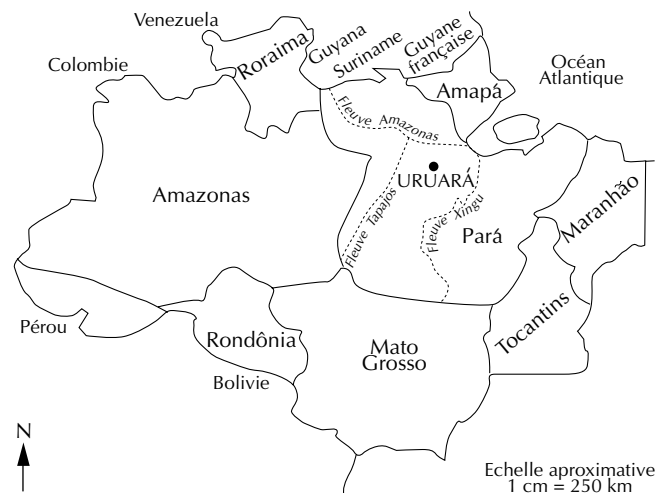 Venezuela
Colombie
Roraima
Guyana
Suriname
Guyane
française
Océan
Atlantique
Amapá
Fleuve Amazonas
URUARÁ
Amazonas
Fleuve Tapajos
Fleuve Xingu
Pará
Maranhão
Tocantins
Pérou
Rondônia
Mato
Grosso
Bolivie
N
Echelle aproximative
1 cm = 250 km